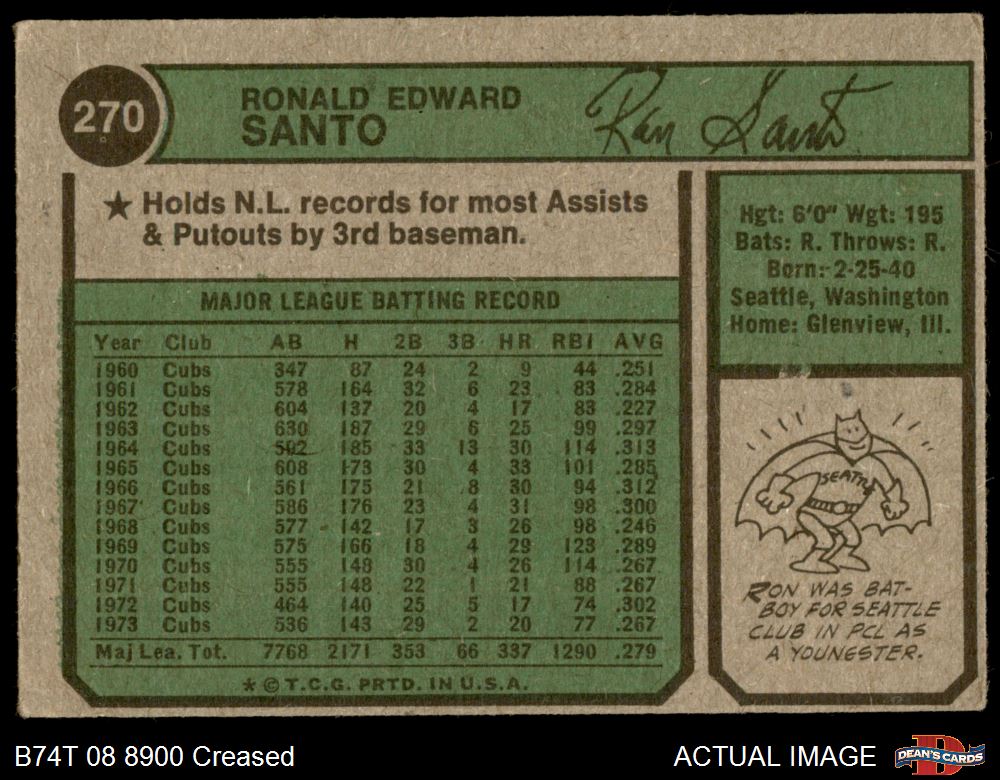 270
RONALD EDWARD
SANTO
Ron Santo
★ Holds N.L. records for most Assists
& Putouts by 3rd baseman.
Hgt: 6'0" Wgt: 195
Bats: R. Throws: R.
Born: 2-25-40
Seattle, Washington
Home: Glenview, Ill.
MAJOR LEAGUE BATTING RECORD
Year Club AB H 2B 3B HR RBI AVG
1960 Cubs 347 87 24 2 9 44 .251
1961 Cubs 578 164 32 6 23 83 .284
1962 Cubs 604 137 20 4 17 83 .227
1963 Cubs 630 187 29 6 25 99 .297
1964 Cubs 592 185 33 13 30 114 .313
1965 Cubs 608 173 30 4 33 101 .285
1966 Cubs 561 175 21 8 30 94 .312
1967 Cubs 586 176 23 4 31 98 .300
1968 Cubs 577 142 17 3 26 98 .246
1969 Cubs 575 166 18 4 29 123 .289
1970 Cubs 555 148 30 4 26 114 .267
1971 Cubs 555 148 22 1 21 88 .267
1972 Cubs 464 140 25 5 17 74 .302
1973 Cubs 536 143 29 2 20 77 .267
Maj Lea. Tot. 7768 2171 353 66 337 1290 .279
* © T.C.G. PRTD. IN U.S.A.
SEATTLE
RON WAS BAT-
BOY FOR SEATTLE
CLUB IN PCL AS
A YOUNGSTER.
B74T 08 8900 Creased
ACTUAL IMAGE
DEAN'S CARDS